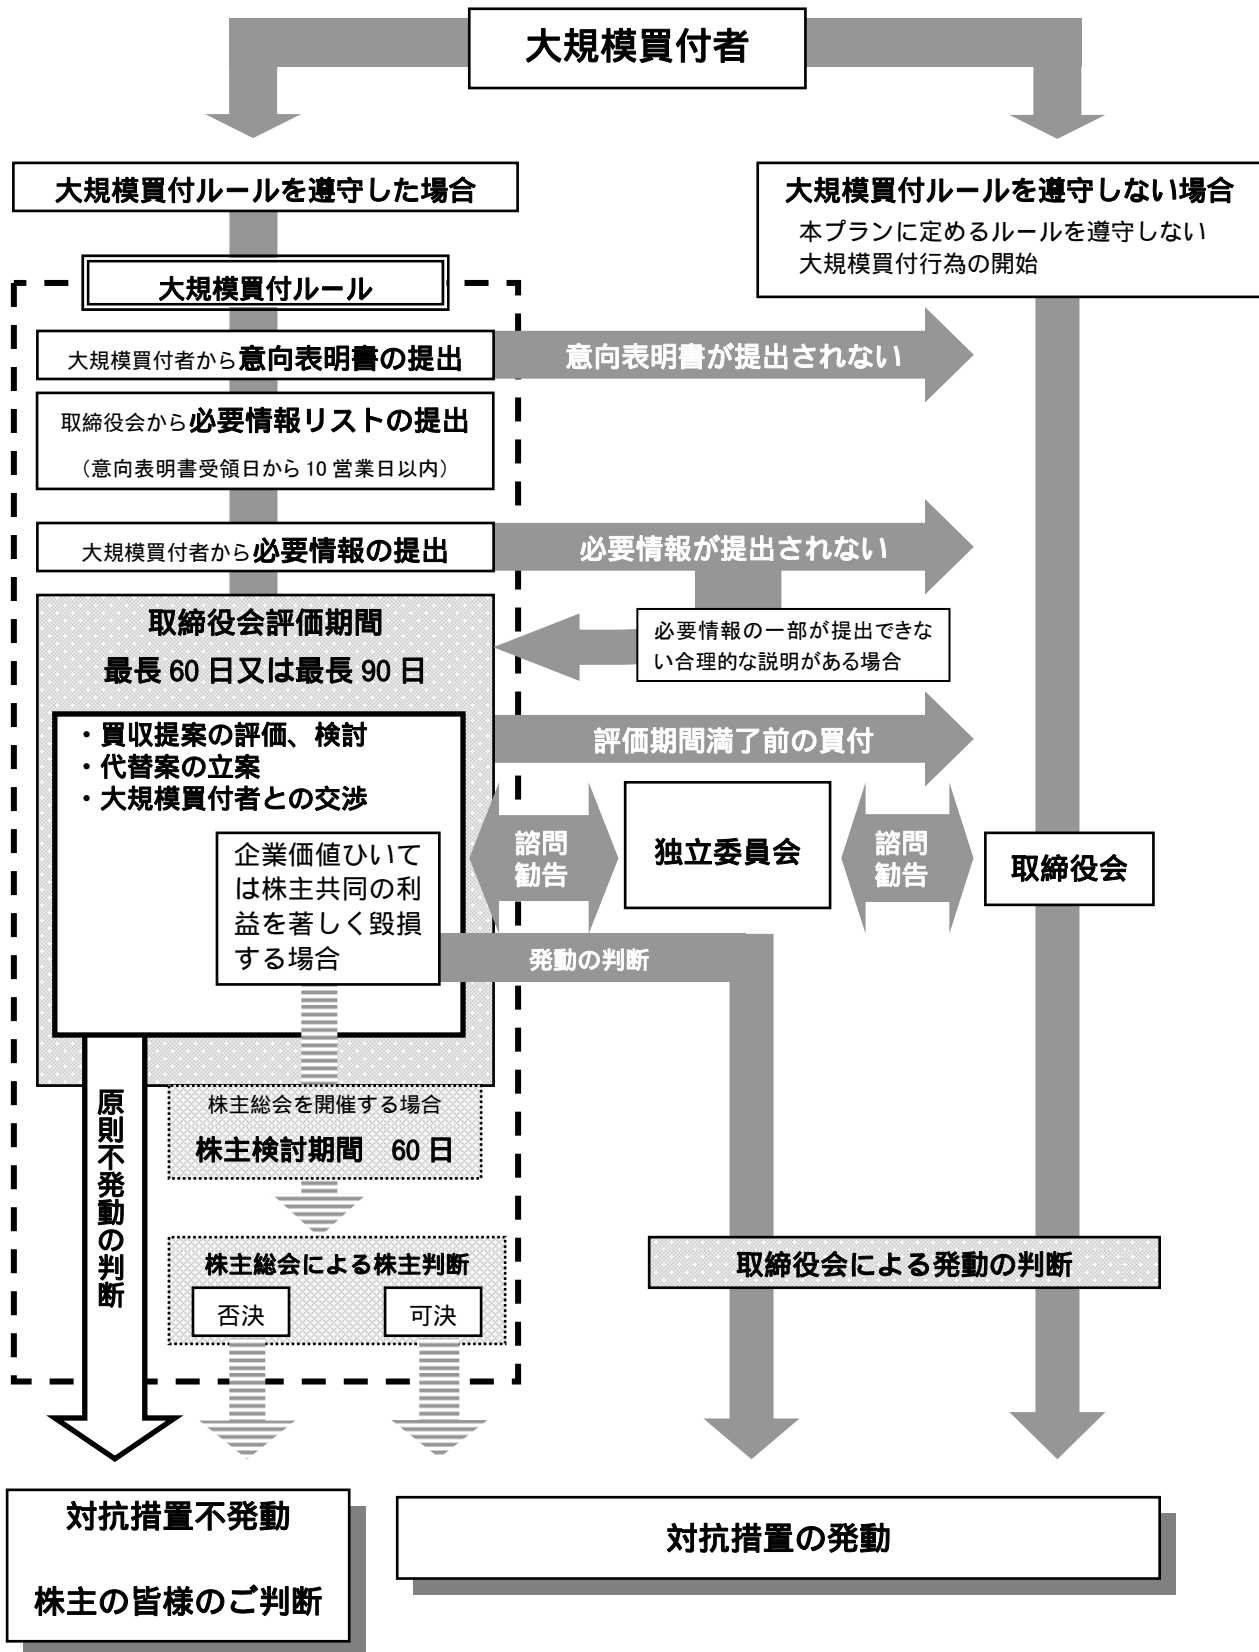 大規模買付者
大規模買付ルールを遵守した場合
大規模買付ルールを遵守しない場合
本プランに定めるルールを遵守しない
大規模買付行為の開始
大規模買付ルール
大規模買付者から意向表明書の提出
意向表明書が提出されない
取締役会から必要情報リストの提出
（意向表明書受領日から 10 営業日以内）
大規模買付者から必要情報の提出
必要情報が提出されない
必要情報の一部が提出できな
い合理的な説明がある場合
取締役会評価期間
最長 60 日又は最長 90 日
・買収提案の評価、検討
・代替案の立案
・大規模買付者との交渉
評価期間満了前の買付
企業価値ひいて
は株主共同の利
益を著しく毀損
する場合
諮問
勧告
独立委員会
諮問
勧告
取締役会
発動の判断
原則不発動の判断
株主総会を開催する場合
株主検討期間　60 日
株主総会による株主判断
否決
可決
取締役会による発動の判断
対抗措置不発動
株主の皆様のご判断
対抗措置の発動